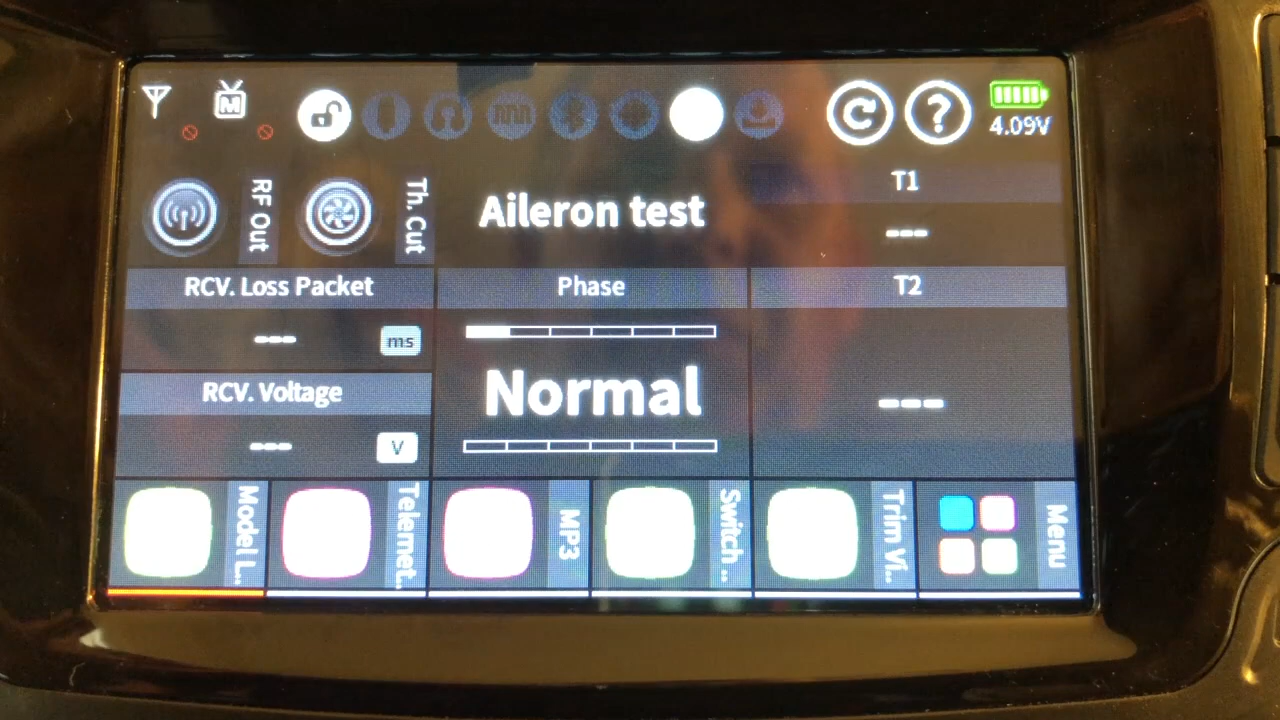 M
?
4.09V
RF Out
Th. Cut
Aileron test
T1
---
RCV. Loss Packet
Phase
T2
---
ms
Normal
---
RCV. Voltage
---
V
Model L..
Telemet..
MP3
Switch ..
Trim Vi..
Menu